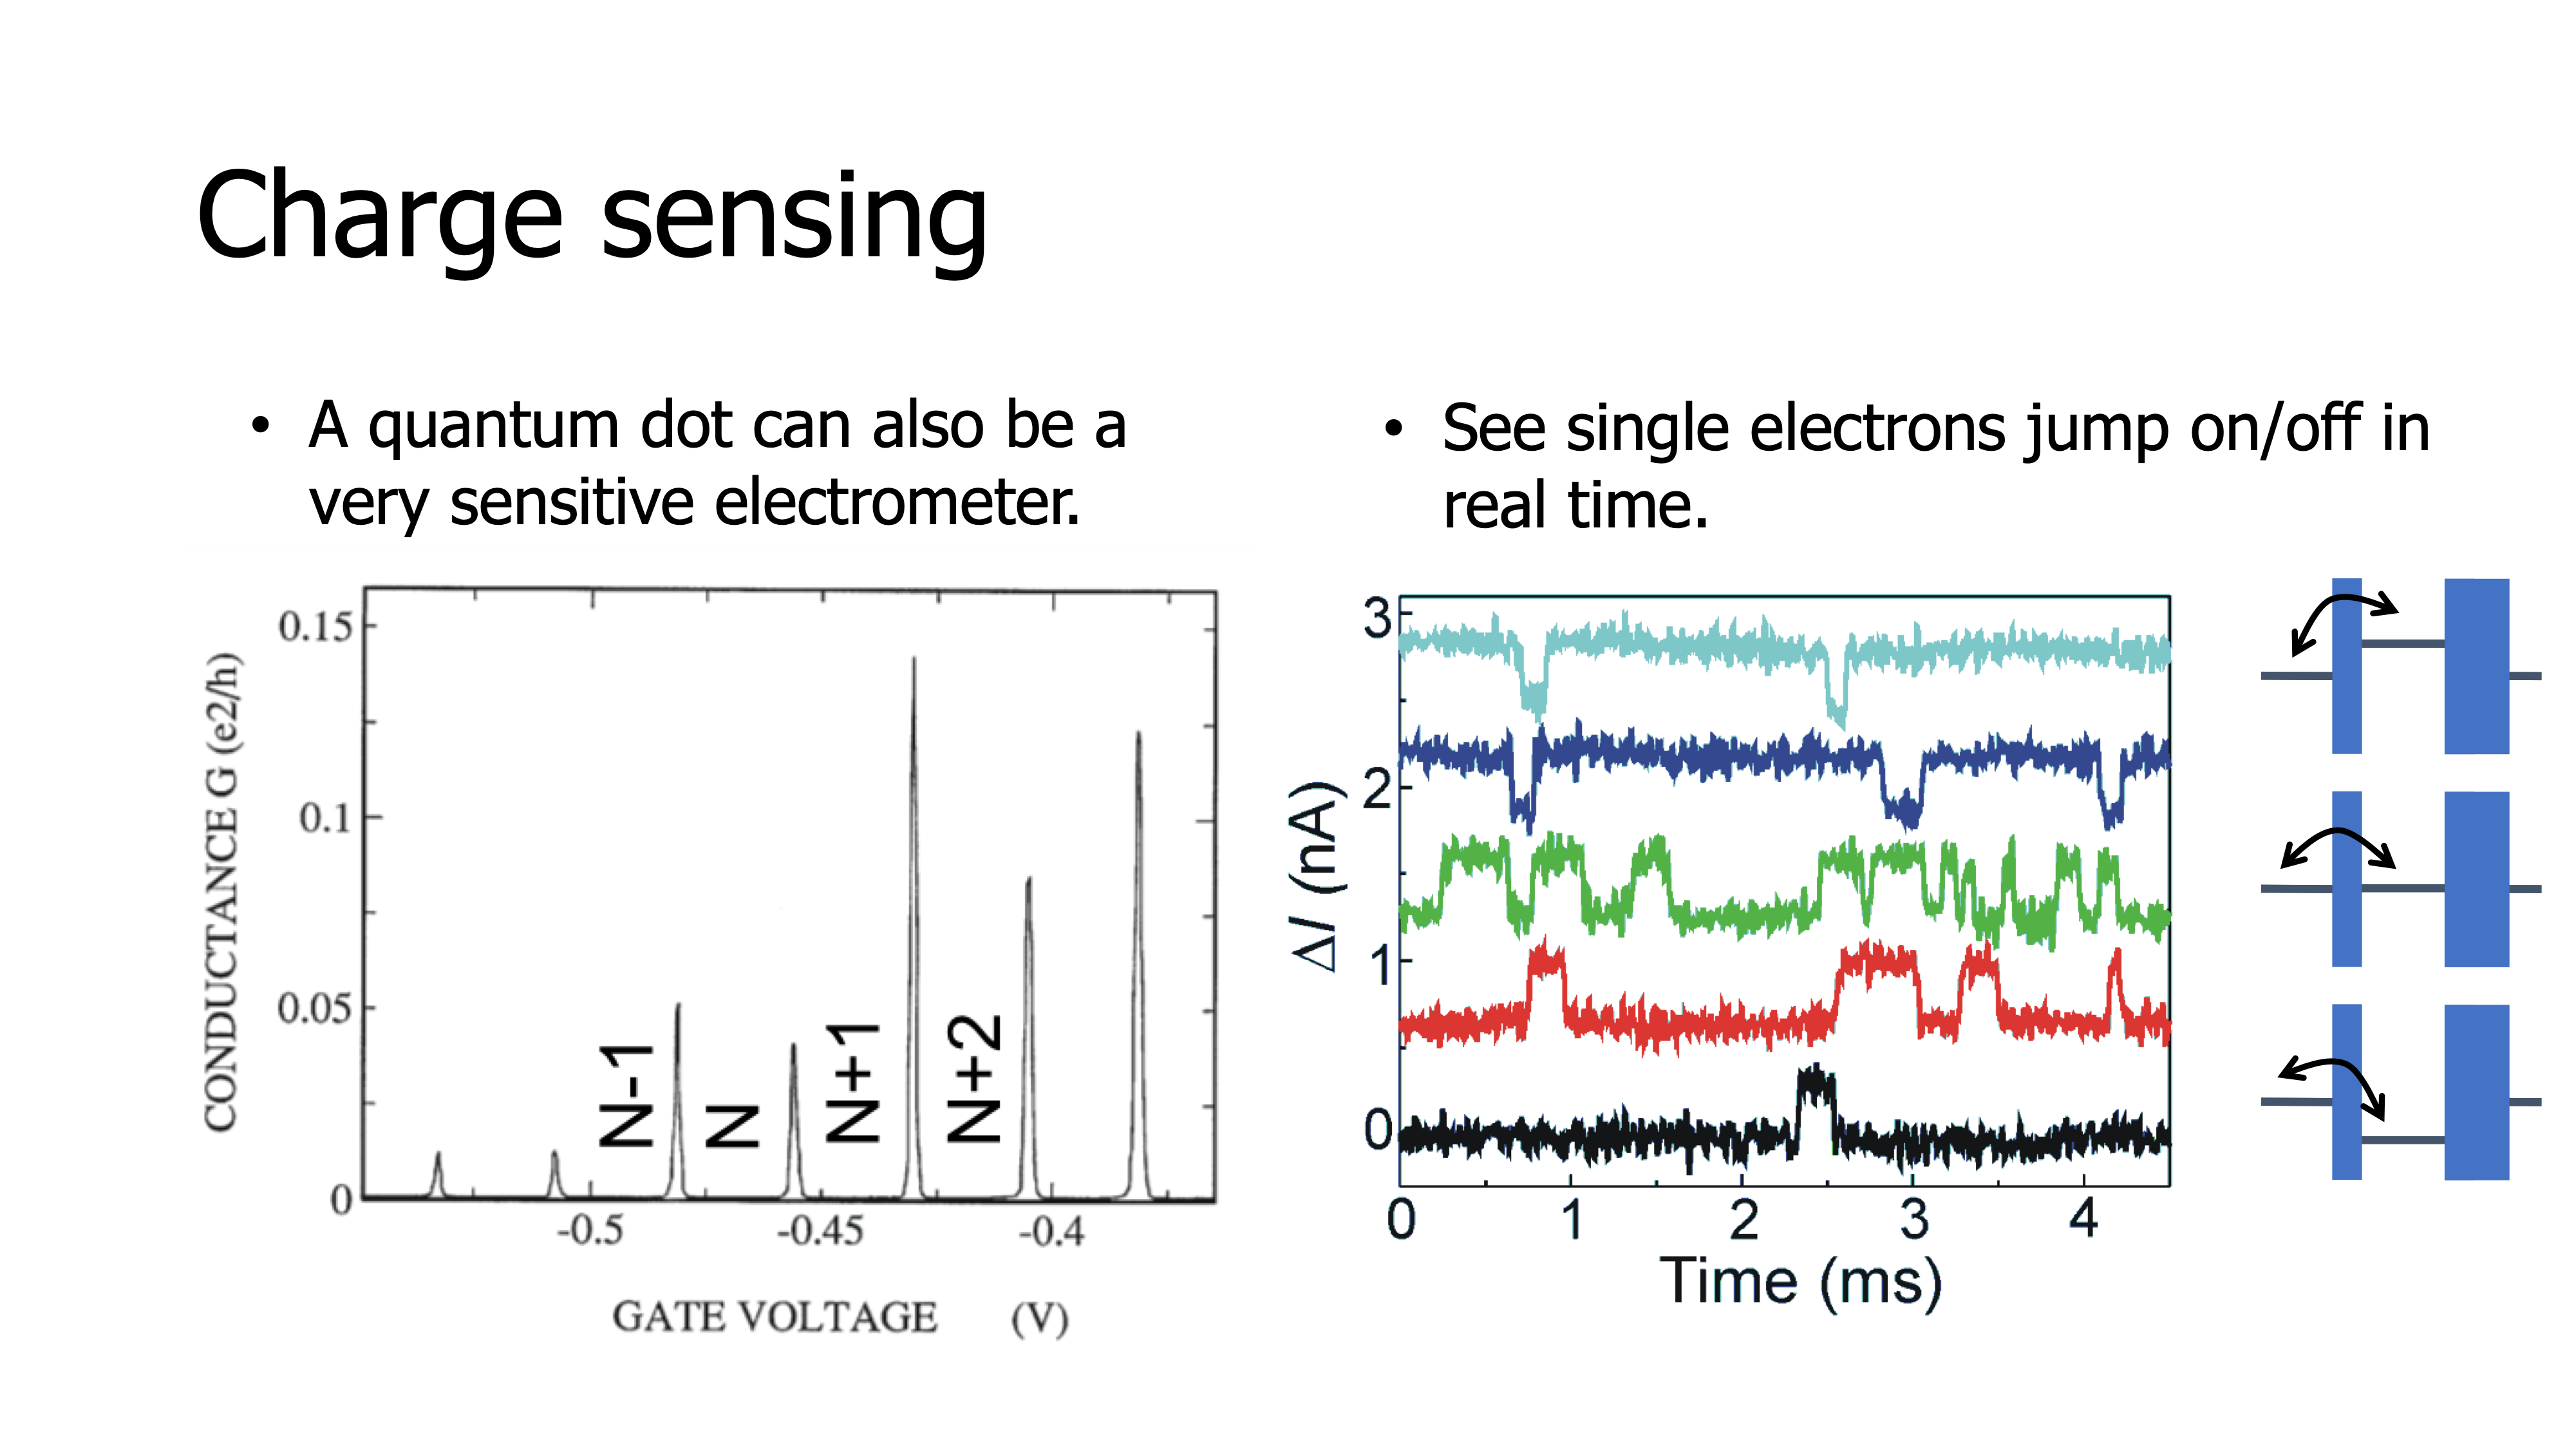 Charge sensing
• A quantum dot can also be a
very sensitive electrometer.
CONDUCTANCE G (e2/h)
0.15
0.1
0.05
0
N-1
N
N+1
N+2
-0.5
-0.45
-0.4
GATE VOLTAGE (V)
• See single electrons jump on/off in
real time.
ΔI (nA)
3
2
1
0
0
1
2
3
4
Time (ms)